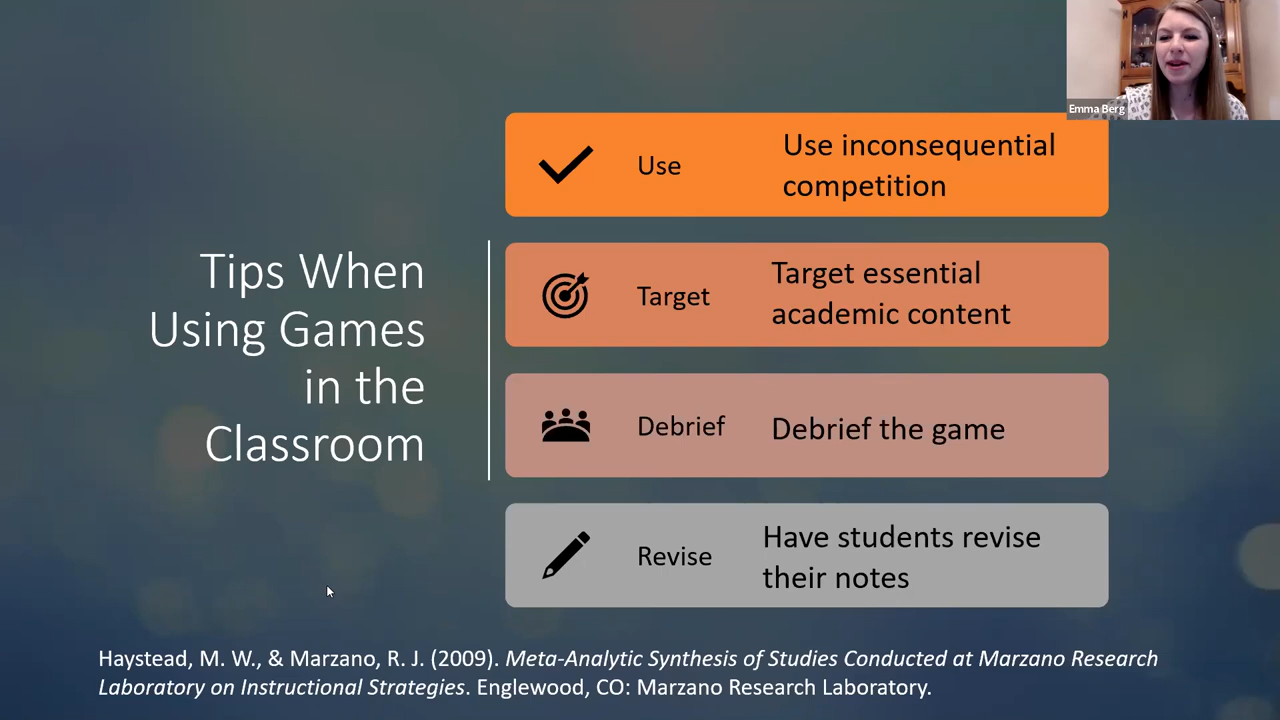 Emma Berg
Tips When
Using Games
in the
Classroom
Use
Use inconsequential
competition
Target
Target essential
academic content
Debrief
Debrief the game
Revise
Have students revise
their notes
Haystead, M. W., & Marzano, R. J. (2009). Meta-Analytic Synthesis of Studies Conducted at Marzano Research
Laboratory on Instructional Strategies. Englewood, CO: Marzano Research Laboratory.